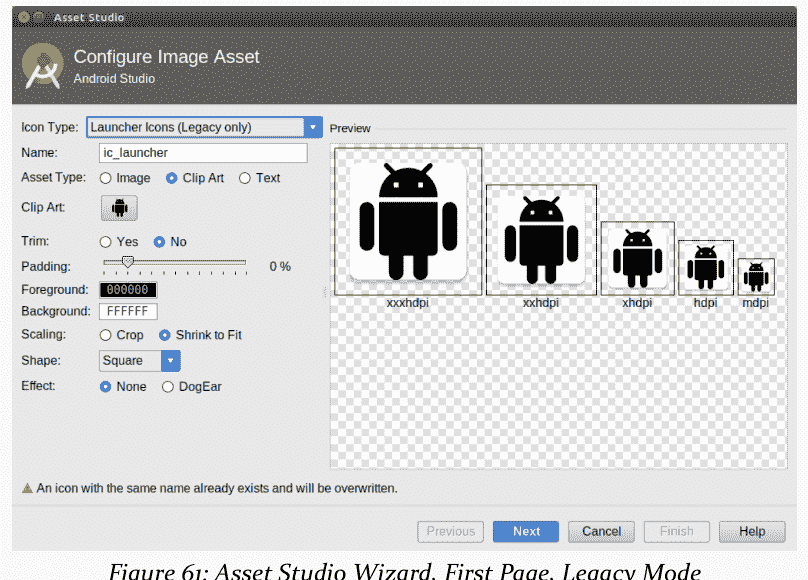 Asset Studio
Configure Image Asset
Android Studio
Icon Type: Launcher Icons (Legacy only)
Preview
Name: ic_launcher
Asset Type: Image Clip Art Text
Clip Art:
Trim: Yes No
Padding: 0 %
Foreground: 000000
Background: FFFFFF
Scaling: Crop Shrink to Fit
Shape: Square
Effect: None DogEar
xxxhdpi xxhdpi xhdpi hdpi mdpi
An icon with the same name already exists and will be overwritten.
Previous Next Cancel Finish Help
Figure 61: Asset Studio Wizard, First Page, Legacy Mode